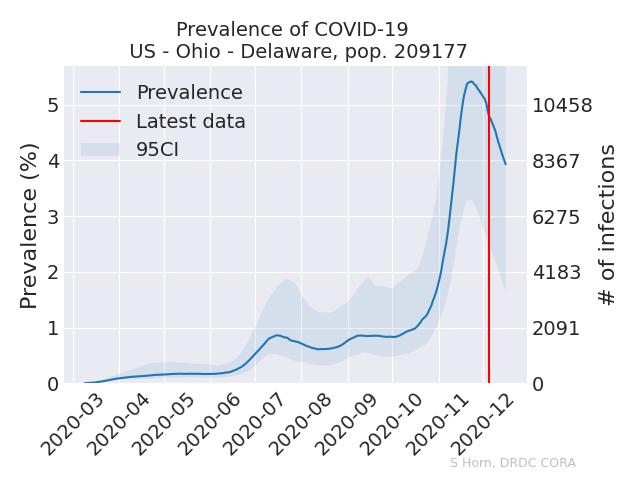 Prevalence of COVID-19
US - Ohio - Delaware, pop. 209177
Prevalence
Latest data
95CI
Prevalence (%)
5
4
3
2
1
0
10458
8367
6275
4183
2091
0
# of infections
2020-03
2020-04
2020-05
2020-06
2020-07
2020-08
2020-09
2020-10
2020-11
2020-12
S Horn, DRDC CORA